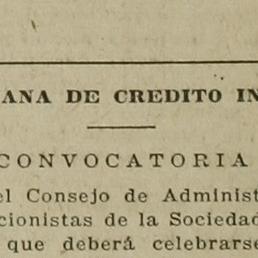 ANA DE CREDITO IN
CONVOCATORIA
el Consejo de Administ
cionistas de la Sociedad
que deberá celebrarse